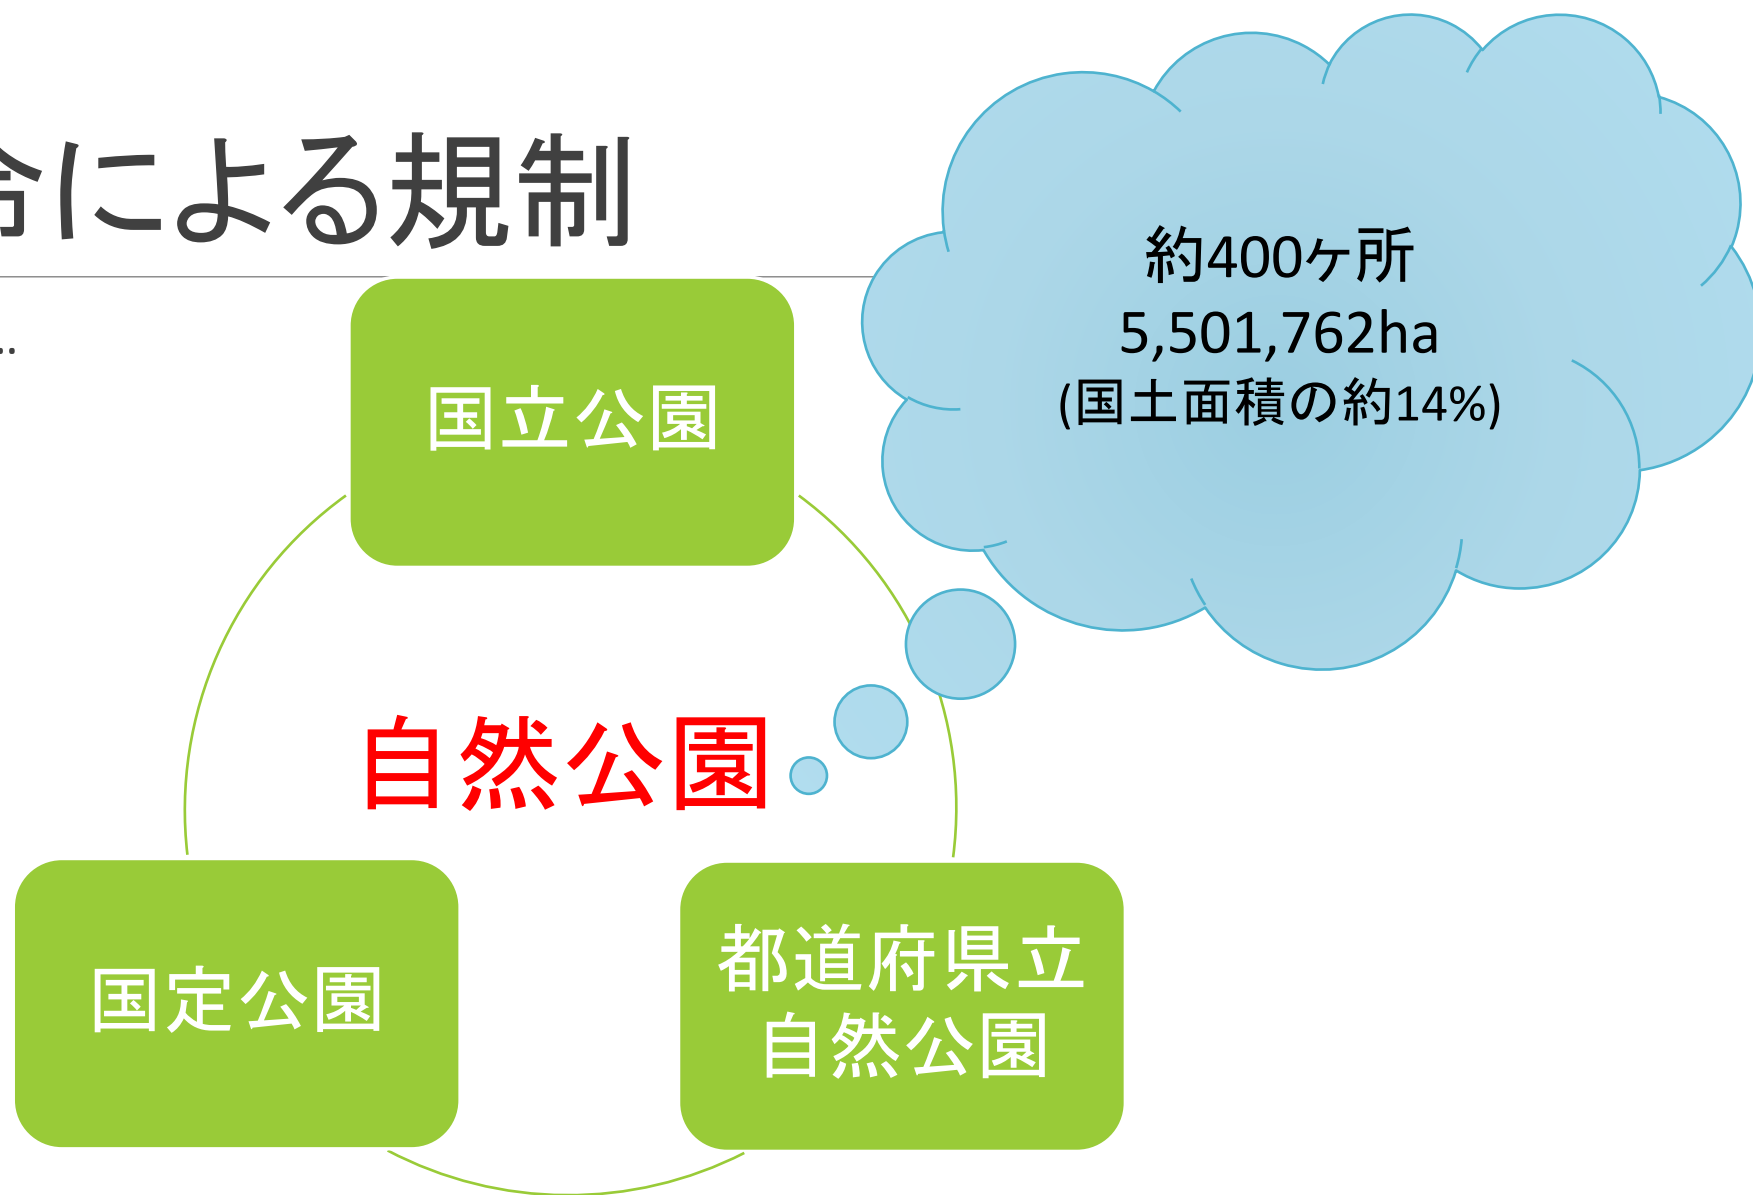 による規制
…
国立公園
約400ヶ所
5,501,762ha
(国土面積の約14%)
自然公園
国定公園
都道府県立
自然公園